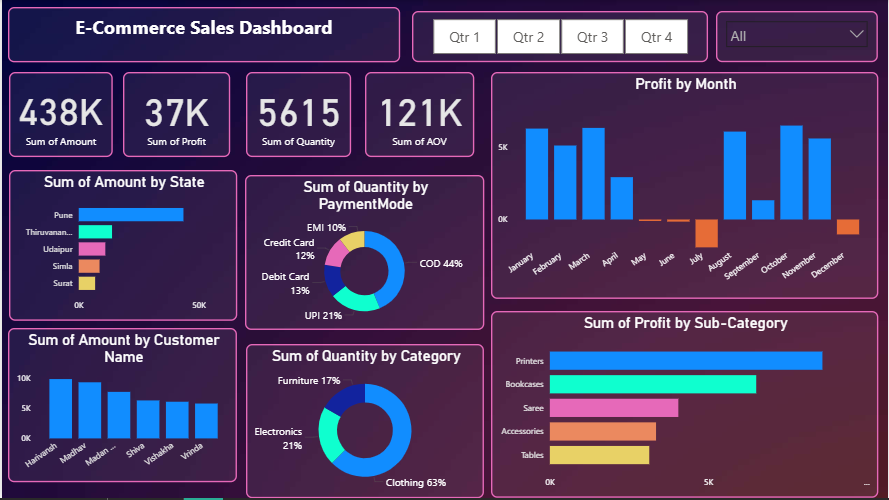 E-Commerce Sales Dashboard
Qtr 1
Qtr 2
Qtr 3
Qtr 4
All
438K
Sum of Amount
37K
Sum of Profit
5615
Sum of Quantity
121K
Sum of AOV
Profit by Month
5K
0K
January
February
March
April
May
June
July
August
September
October
November
December
Sum of Amount by State
Pune
Thiruvanan...
Udaipur
Simla
Surat
0K
50K
Sum of Quantity by
PaymentMode
EMI 10%
Credit Card
12%
Debit Card
13%
UPI 21%
COD 44%
Sum of Amount by Customer
Name
10K
5K
0K
Harivansh
Madhav
Madan ...
Shiva
Vishakha
Vrinda
Sum of Quantity by Category
Furniture 17%
Electronics
21%
Clothing 63%
Sum of Profit by Sub-Category
Printers
Bookcases
Saree
Accessories
Tables
0K
5K
...